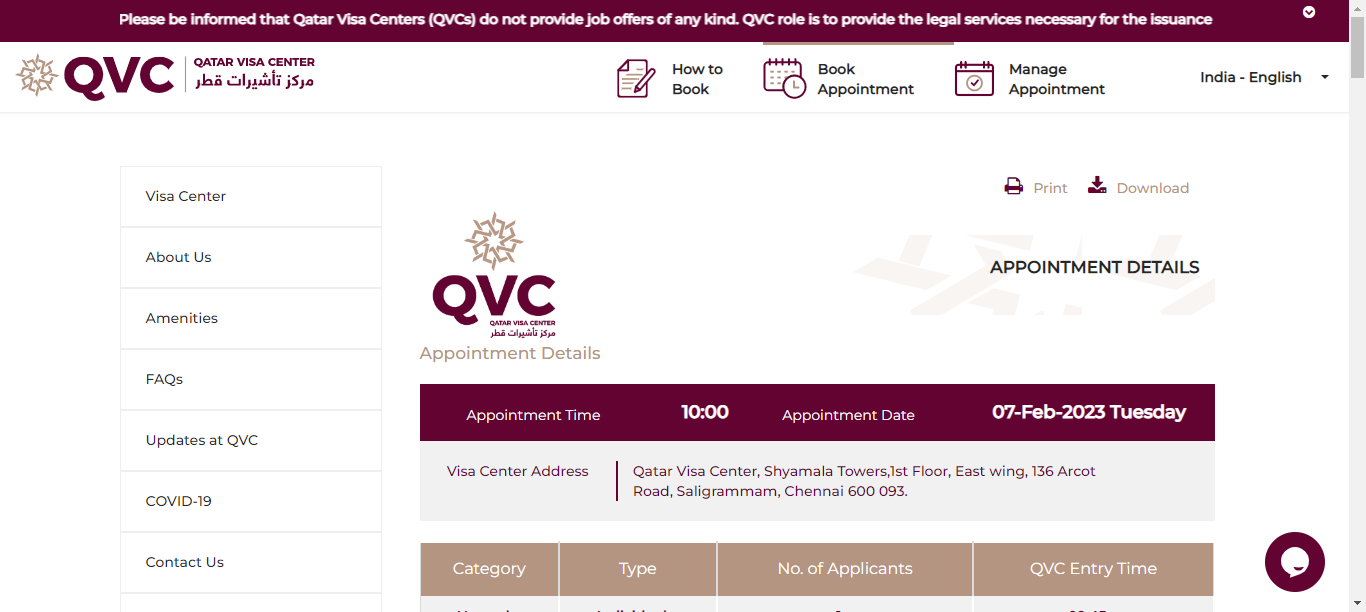 Please be informed that Qatar Visa Centers (QVCs) do not provide job offers of any kind. QVC role is to provide the legal services necessary for the issuance
QVC
QATAR VISA CENTER
مركز تأشيرات قطر
How to
Book
Book
Appointment
Manage
Appointment
India - English
Visa Center
About Us
Amenities
FAQs
Updates at QVC
COVID-19
Contact Us
Print
Download
QVC
QATAR VISA CENTER
مركز تأشيرات قطر
APPOINTMENT DETAILS
Appointment Details
Appointment Time 10:00 Appointment Date 07-Feb-2023 Tuesday
Visa Center Address
Qatar Visa Center, Shyamala Towers,1st Floor, East wing, 136 Arcot
Road, Saligrammam, Chennai 600 093.
Category Type No. of Applicants QVC Entry Time